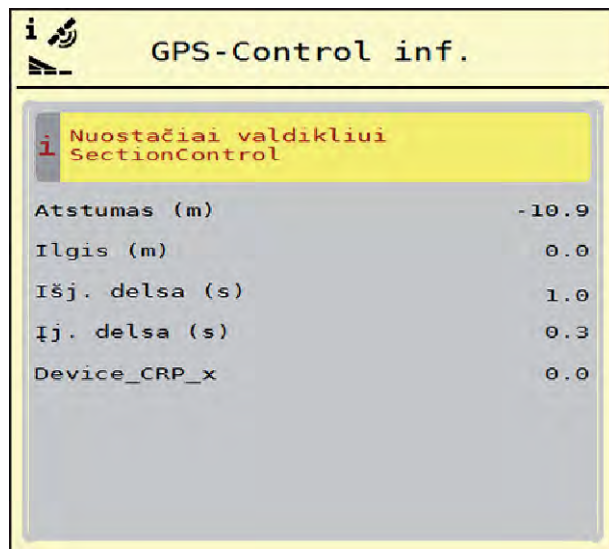 i
GPS-Control inf.
i Nuostačiai valdikliui
SectionControl
Atstumas (m) -10.9
Ilgis (m) 0.0
Išj. delsa (s) 1.0
Įj. delsa (s) 0.3
Device_CRP_x 0.0